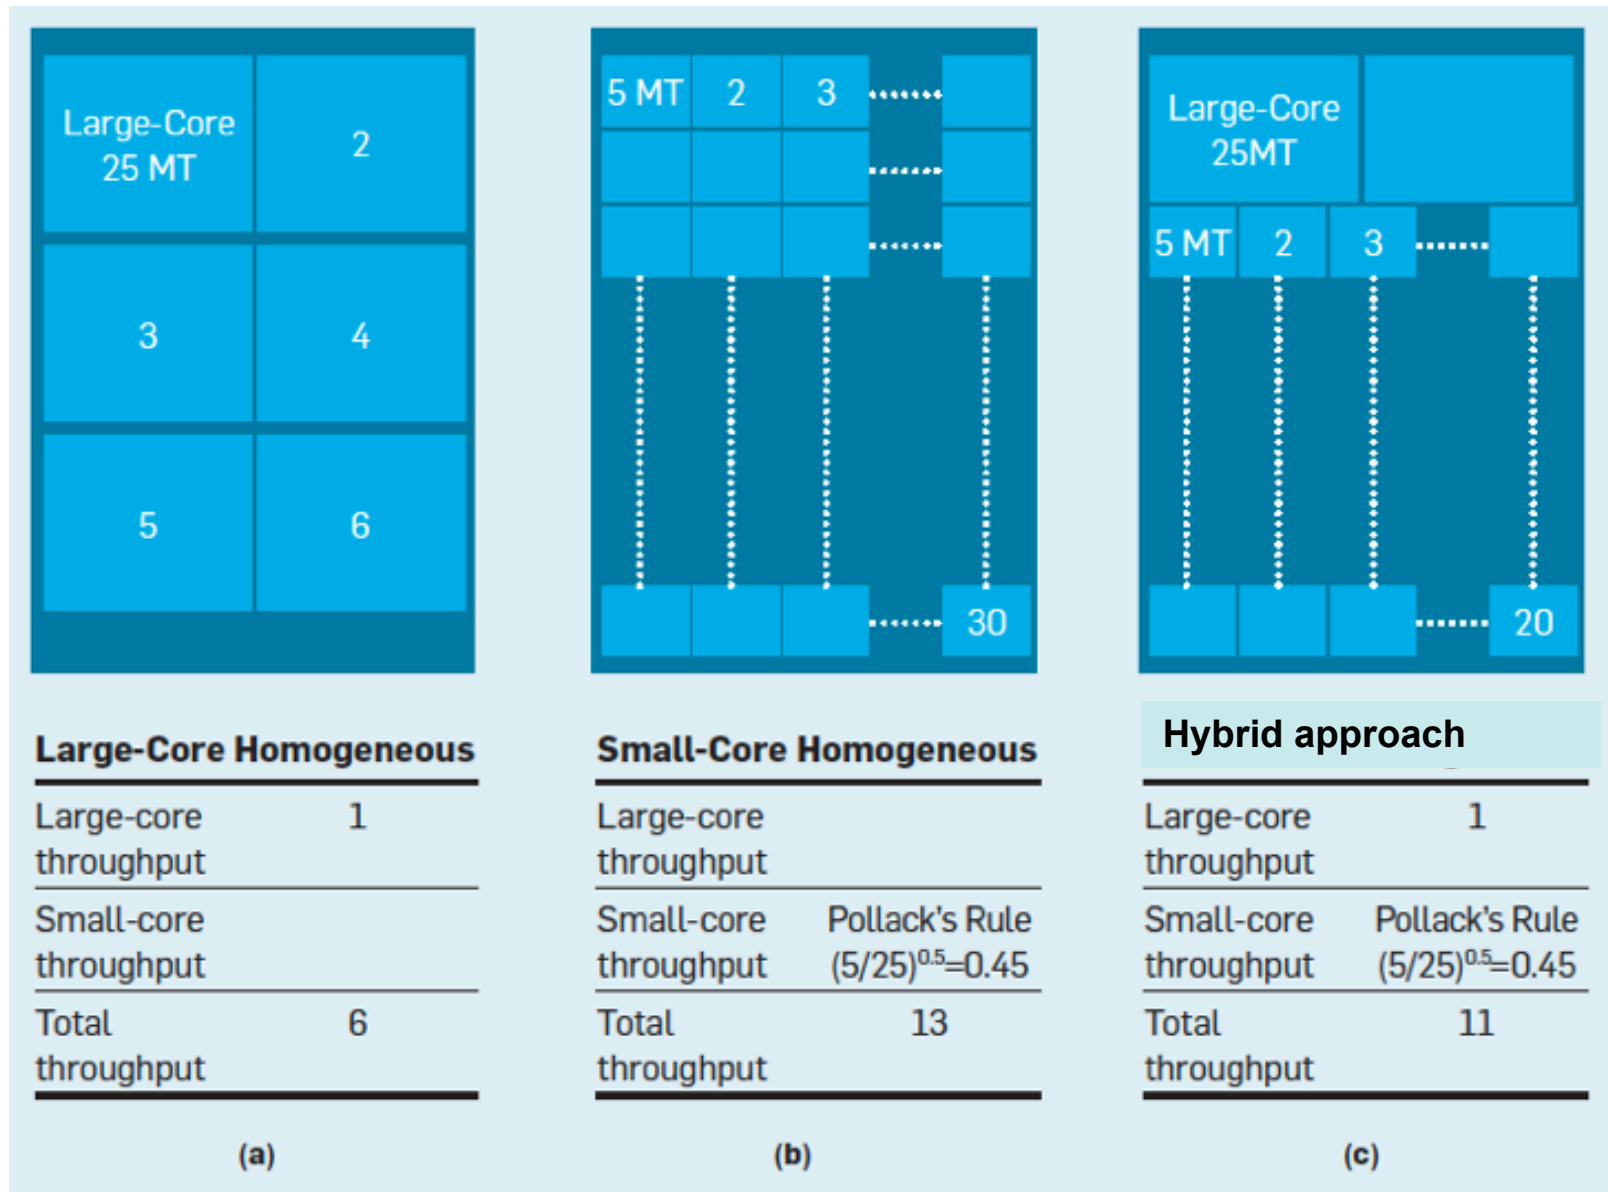 Large-Core
25 MT
2
3
4
5
6
Large-Core Homogeneous
Large-core
throughput
1
Small-core
throughput
Total
throughput
6
(a)
5 MT 2 3
30
Small-Core Homogeneous
Large-core
throughput
Small-core
throughput
Pollack's Rule
(5/25)^0.5=0.45
Total
throughput
13
(b)
Large-Core
25MT
5 MT 2 3
20
Hybrid approach
Large-core
throughput
1
Small-core
throughput
Pollack's Rule
(5/25)^0.5=0.45
Total
throughput
11
(c)